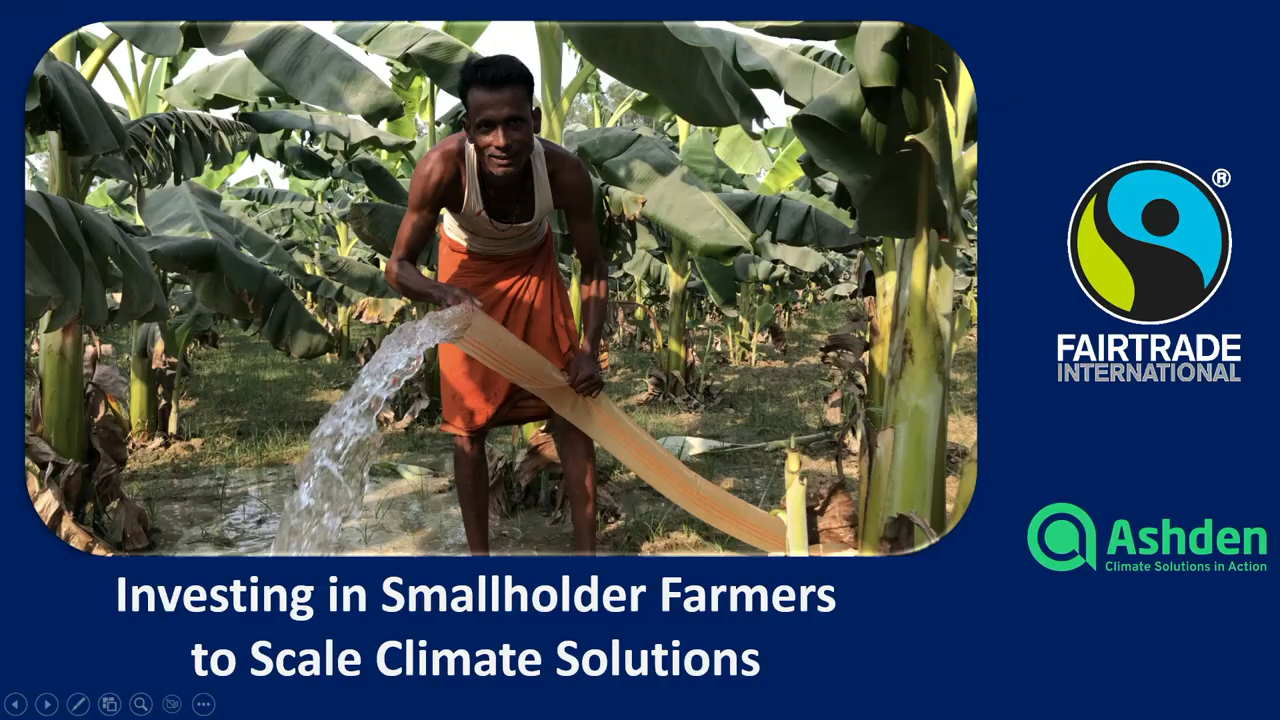 ®
FAIRTRADE
INTERNATIONAL
Ashden
Climate Solutions in Action
Investing in Smallholder Farmers
to Scale Climate Solutions